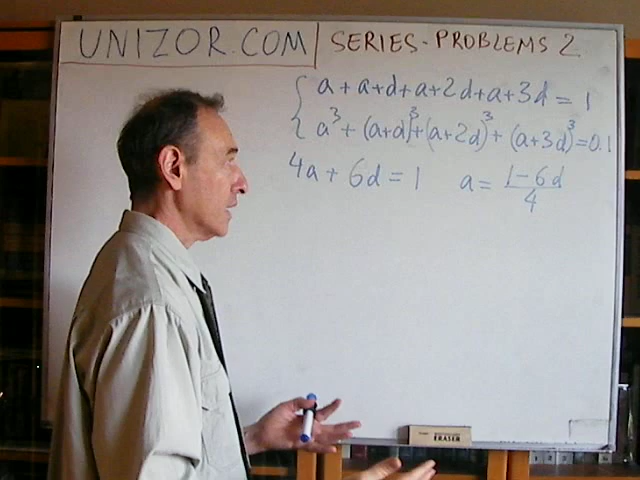 UNIZOR.COM SERIES-PROBLEMS 2
a+a+d+a+2d+a+3d=1
a³+(a+d)³+(a+2d)³+(a+3d)³=0.1
4a+6d=1 a=(1-6d)/4
ERASER